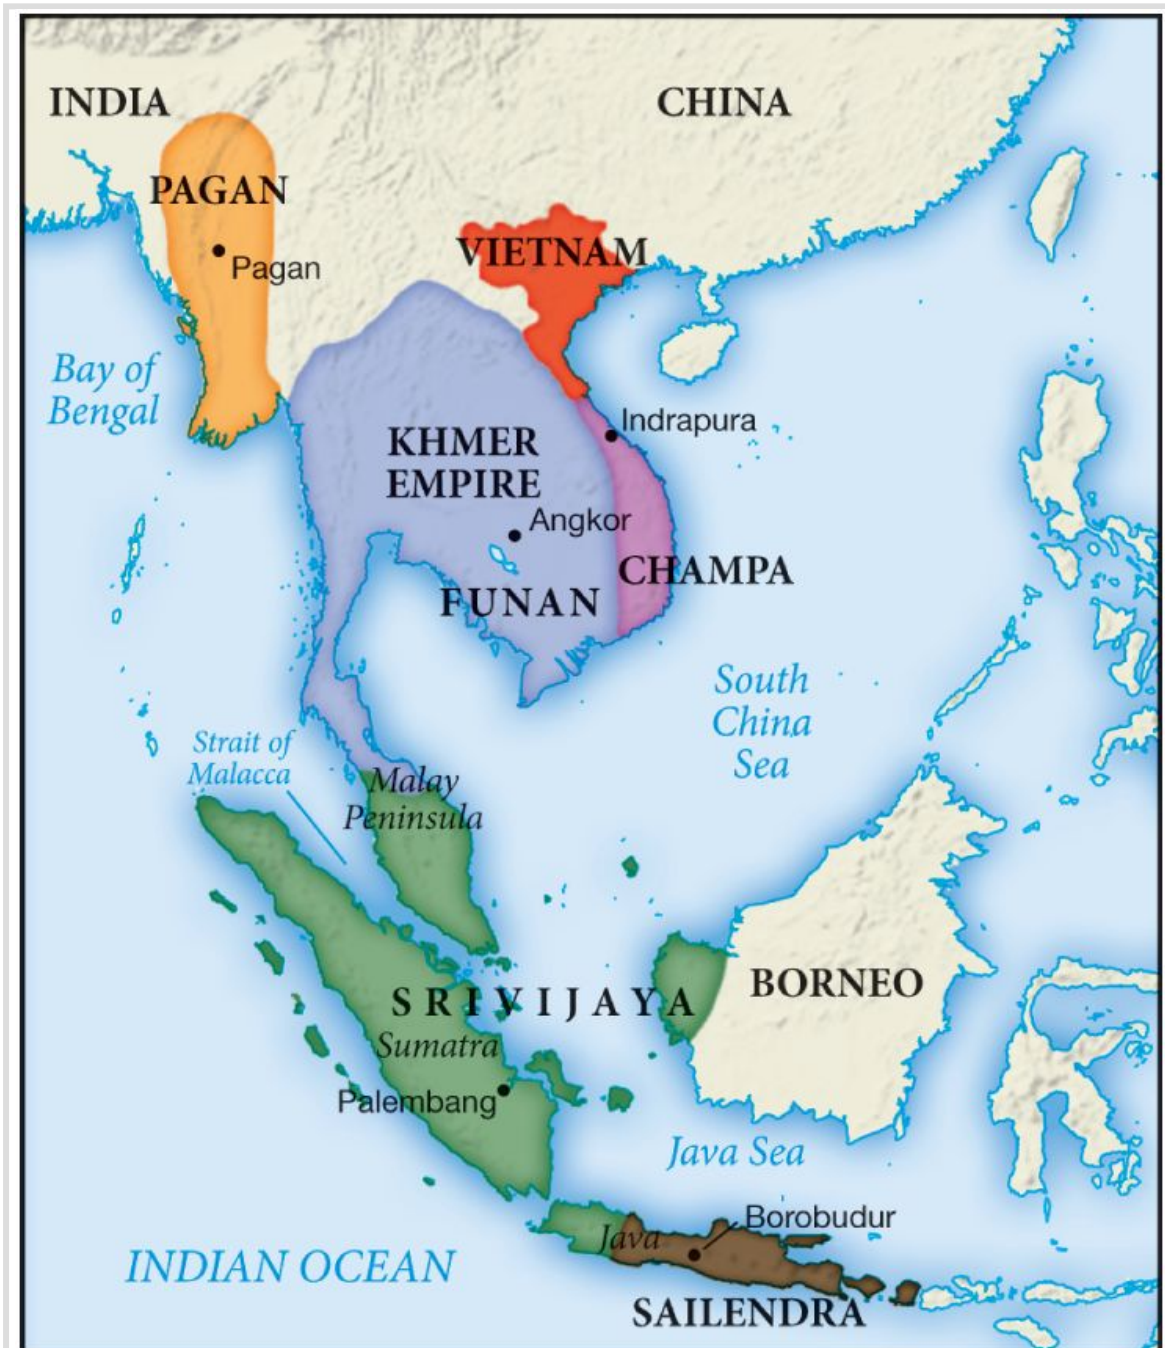 INDIA
CHINA
PAGAN
Pagan
VIETNAM
Bay of
Bengal
Indrapura
KHMER
EMPIRE
Angkor
CHAMPA
FUNAN
South
China
Sea
Strait of
Malacca
Malay
Peninsula
BORNEO
SRIVIJAYA
Sumatra
Palembang
Java Sea
Borobudur
Java
INDIAN OCEAN
SAILENDRA